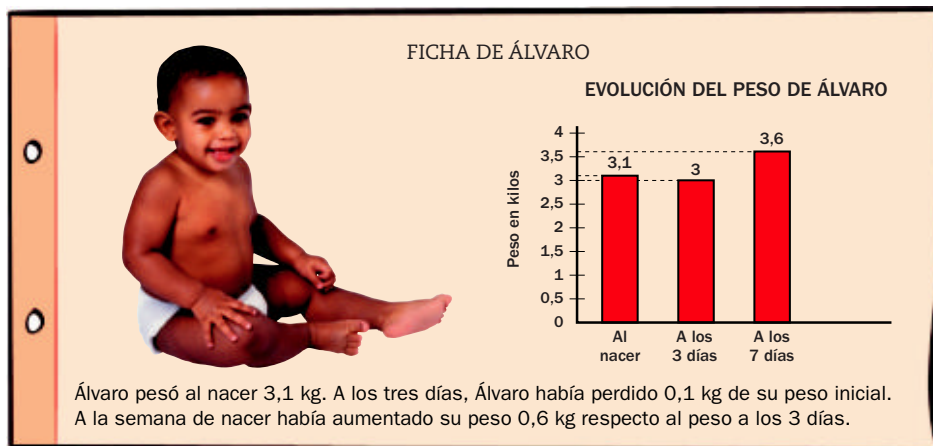 FICHA DE ÁLVARO
EVOLUCIÓN DEL PESO DE ÁLVARO
Peso en kilos
4
3,5
3
2,5
2
1,5
1
0,5
0
3,1
3
3,6
Al
nacer
A los
3 días
A los
7 días
Álvaro pesó al nacer 3,1 kg. A los tres días, Álvaro había perdido 0,1 kg de su peso inicial.
A la semana de nacer había aumentado su peso 0,6 kg respecto al peso a los 3 días.